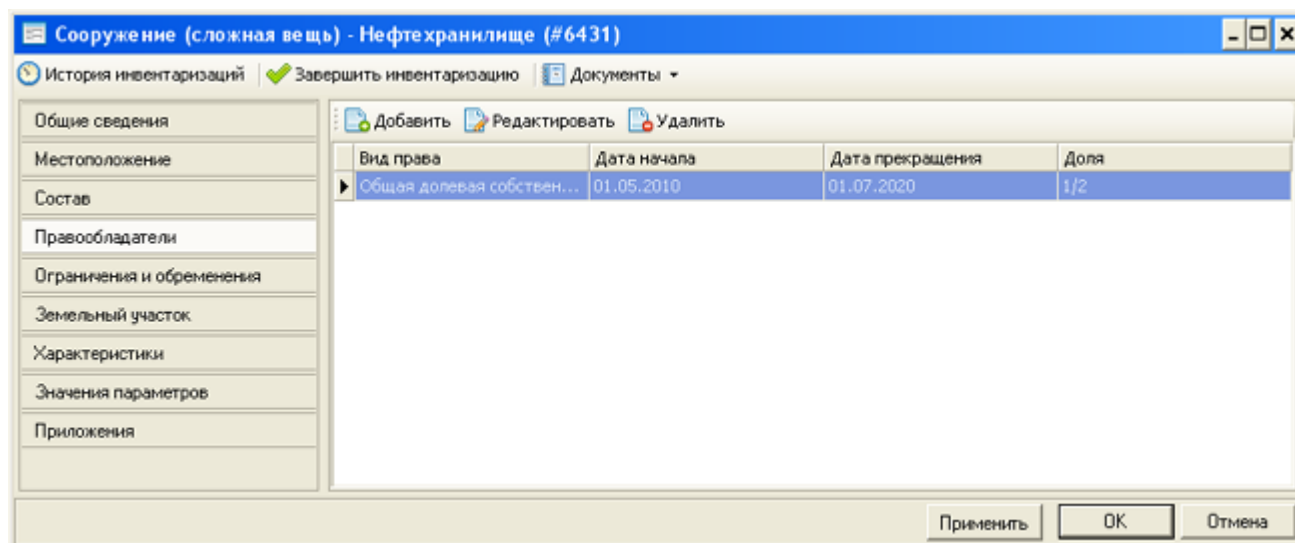 Сооружение (сложная вещь) - Нефтехранилище (#6431)
История инвентаризаций Завершить инвентаризацию Документы
Общие сведения
Местоположение
Состав
Правообладатели
Ограничения и обременения
Земельный участок
Характеристики
Значения параметров
Приложения
Добавить Редактировать Удалить
Вид права Дата начала Дата прекращения Доля
Общая долевая собствен... 01.05.2010 01.07.2020 1/2
Применить OK Отмена